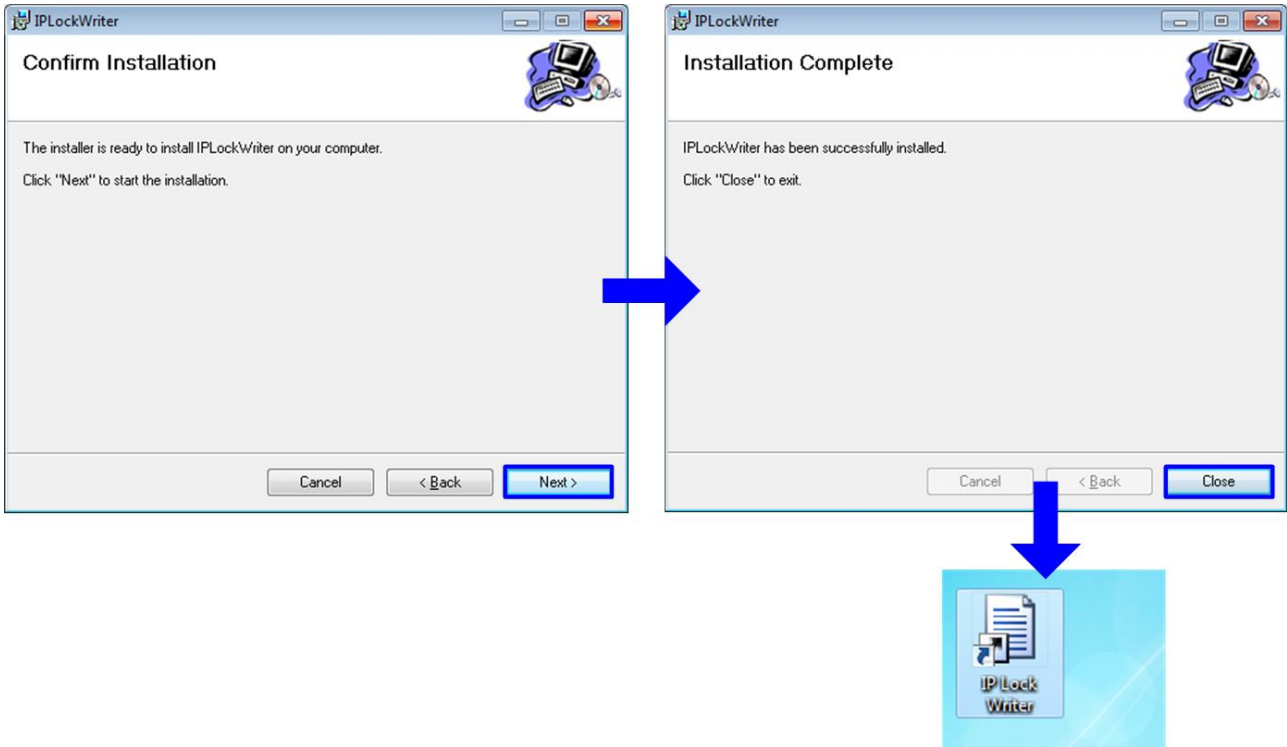 IPLockWriter
Confirm Installation
The installer is ready to install IPLockWriter on your computer.
Click "Next" to start the installation.
Cancel
< Back
Next >
IPLockWriter
Installation Complete
IPLockWriter has been successfully installed.
Click "Close" to exit.
Cancel
< Back
Close
IP Lock
Writer